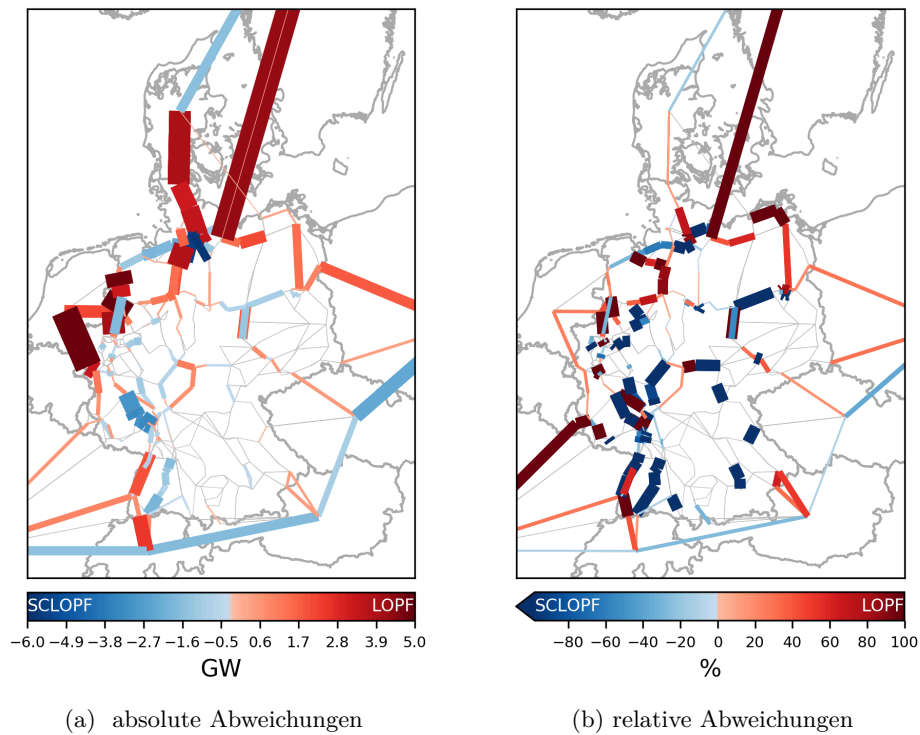 SCLOPF LOPF
−6.0 −4.9 −3.8 −2.7 −1.6 −0.5 0.6 1.7 2.8 3.9 5.0
GW
(a) absolute Abweichungen
SCLOPF LOPF
−80 −60 −40 −20 0 20 40 60 80 100
%
(b) relative Abweichungen